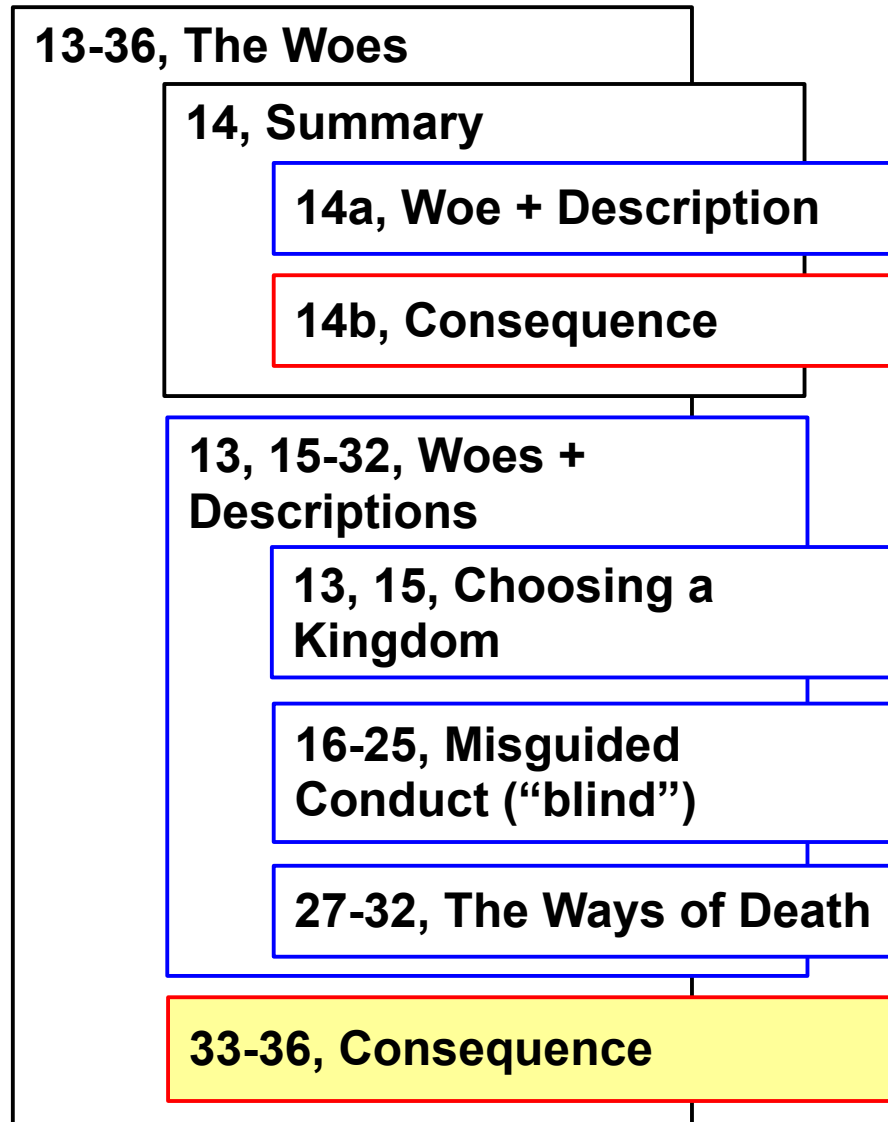 13-36, The Woes
14, Summary
14a, Woe + Description
14b, Consequence
13, 15-32, Woes +
Descriptions
13, 15, Choosing a
Kingdom
16-25, Misguided
Conduct (“blind”)
27-32, The Ways of Death
33-36, Consequence